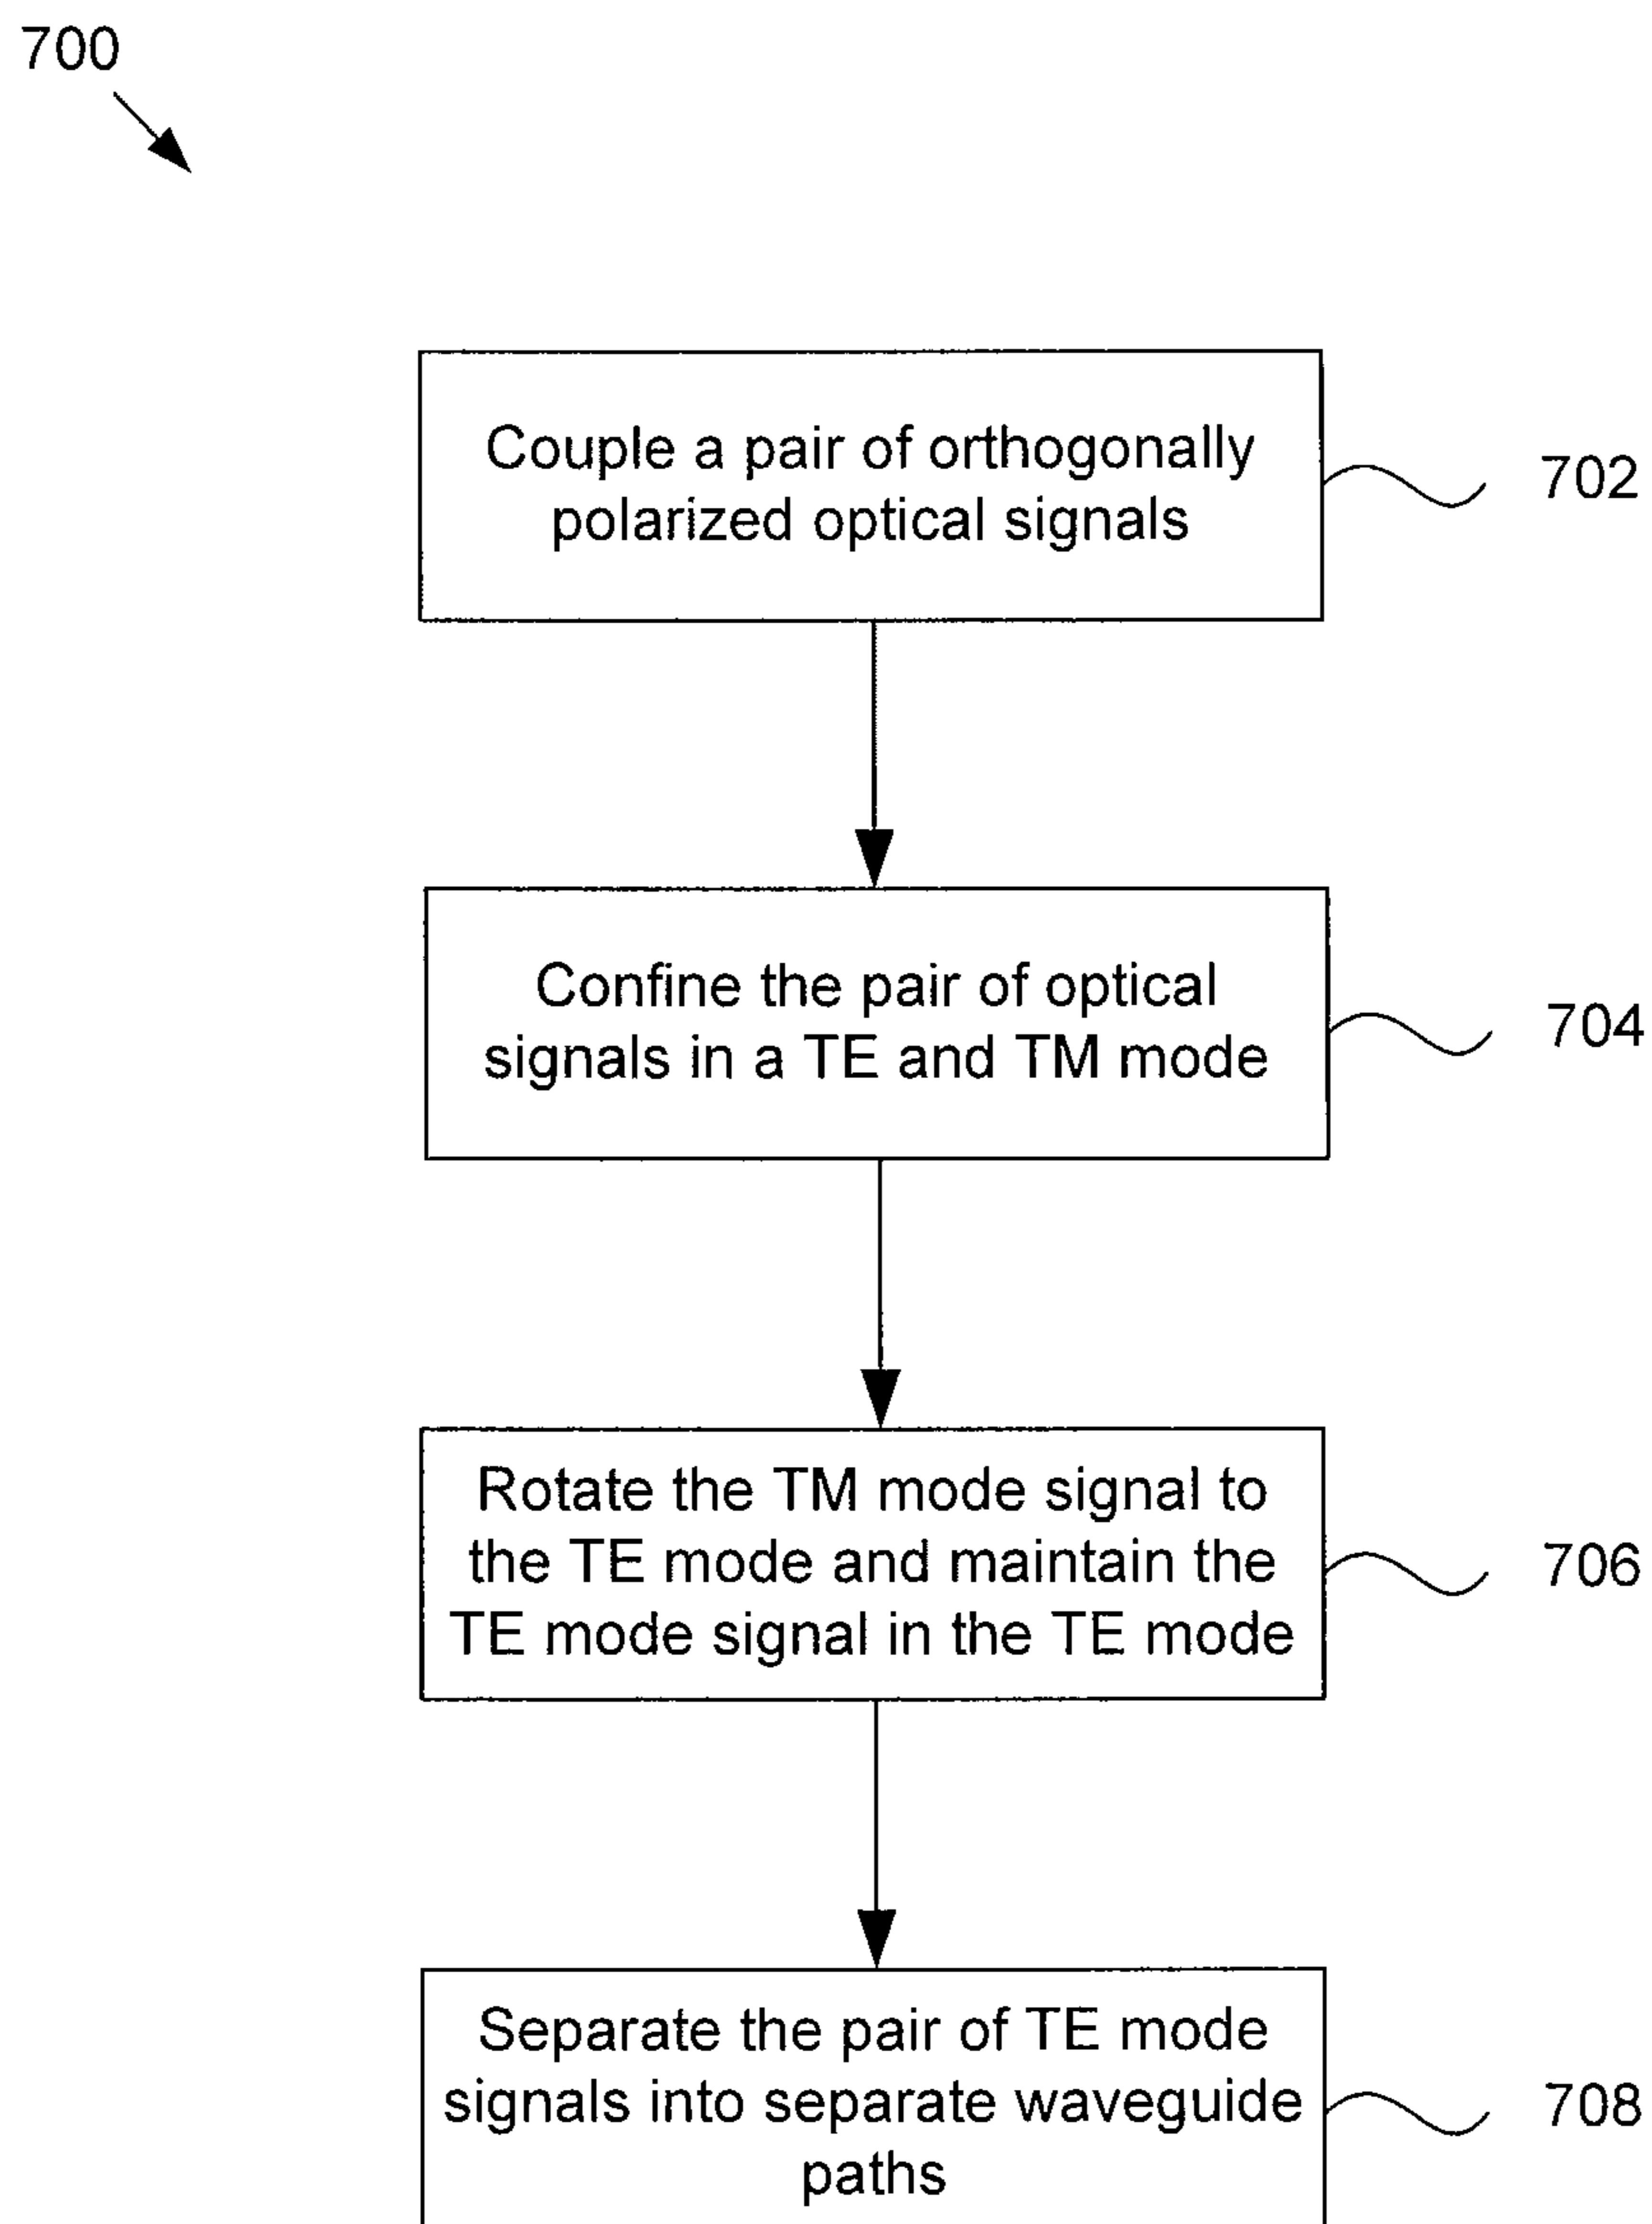 700
Couple a pair of orthogonally
polarized optical signals
702
Confine the pair of optical
signals in a TE and TM mode
704
Rotate the TM mode signal to
the TE mode and maintain the
TE mode signal in the TE mode
706
Separate the pair of TE mode
signals into separate waveguide
paths
708